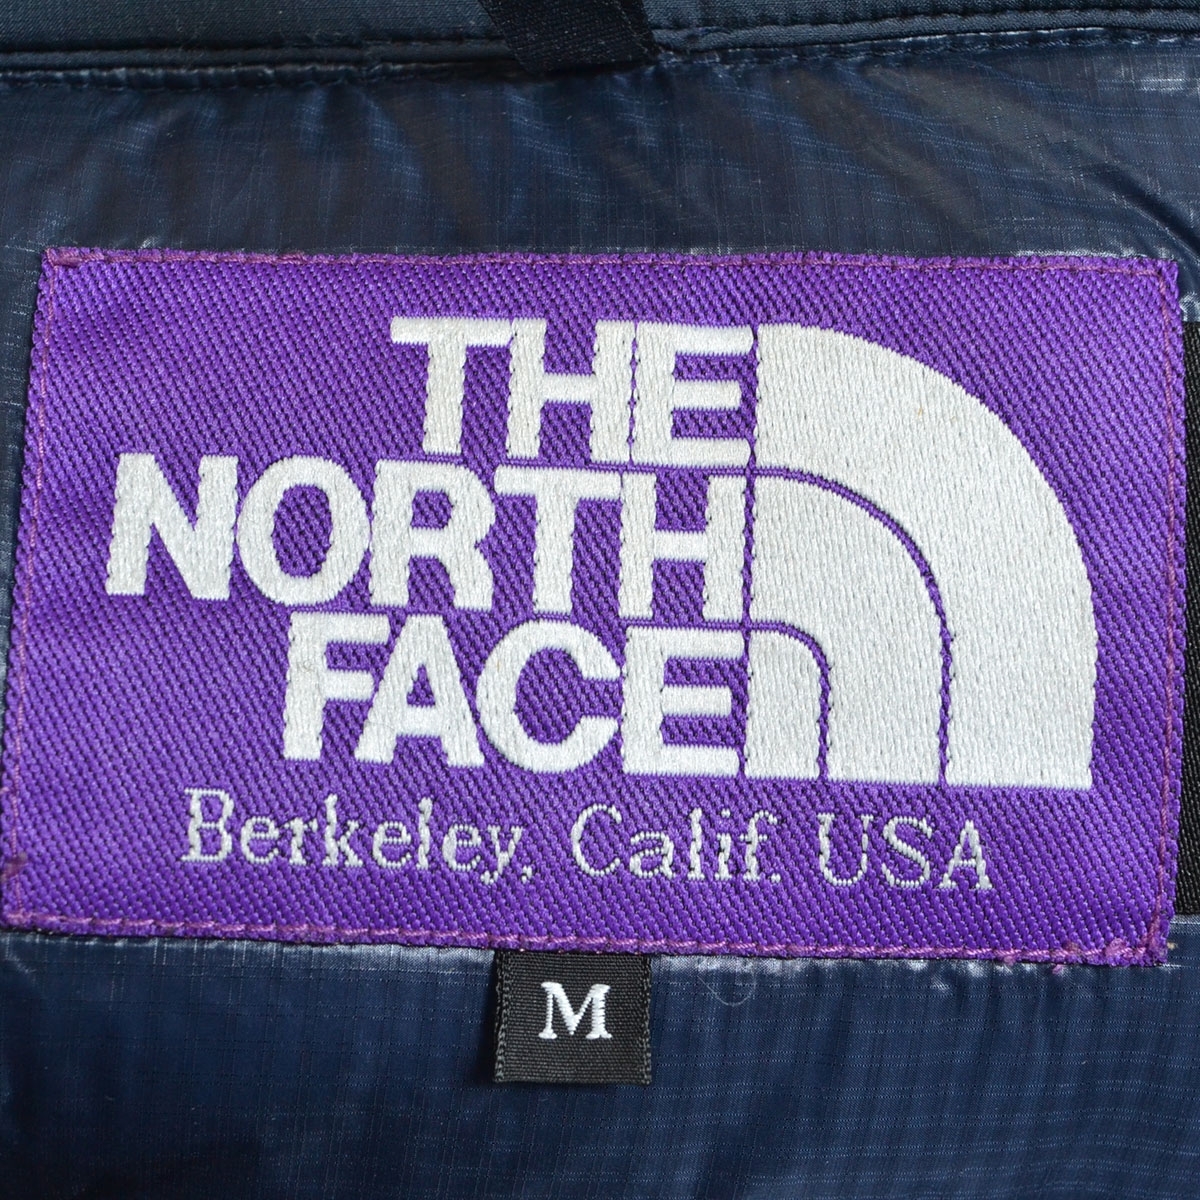 THE
NORTH
FACE
Berkeley, Calif. USA
M